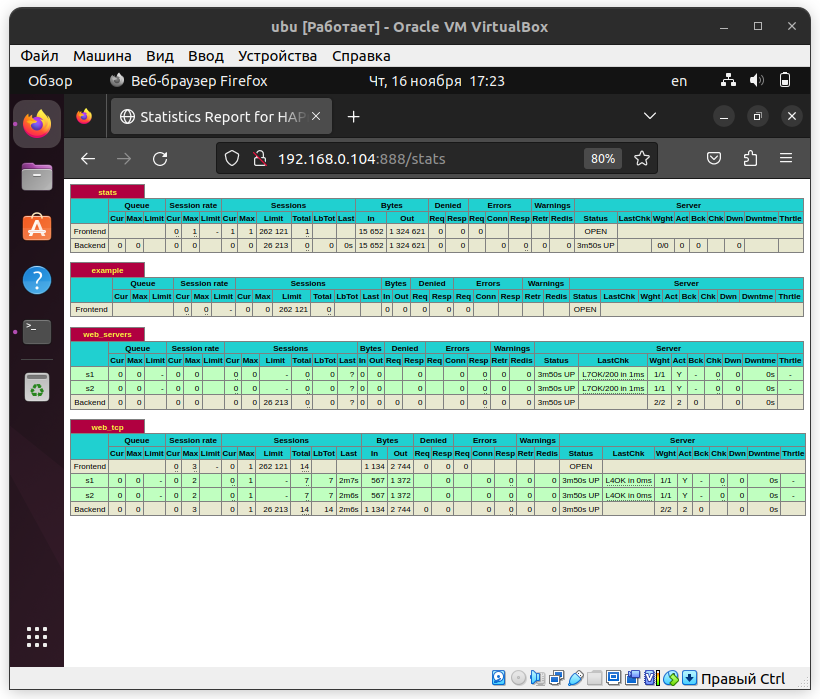 ubu [Работает] - Oracle VM VirtualBox
Файл Машина Вид Ввод Устройства Справка
Обзор Веб-браузер Firefox Чт, 16 ноября 17:23 en
Statistics Report for HAP
192.168.0.104:888/stats 80%
stats
Queue Session rate Sessions Bytes Denied Errors Warnings Server
Cur Max Limit Cur Max Limit Cur Max Limit Total LbTot Last In Out Req Resp Req Conn Resp Retr Redis Status LastChk Wght Act Bck Chk Dwn Dwntme Thrtle
Frontend 0 1 - 1 1 262 121 1 15 652 1 324 621 0 0 0 OPEN
Backend 0 0 0 0 0 0 26 213 0 0 0s 15 652 1 324 621 0 0 0 0 0 0 3m50s UP 0/0 0 0 0
example
Queue Session rate Sessions Bytes Denied Errors Warnings Server
Cur Max Limit Cur Max Limit Cur Max Limit Total LbTot Last In Out Req Resp Req Conn Resp Retr Redis Status LastChk Wght Act Bck Chk Dwn Dwntme Thrtle
Frontend 0 0 - 0 0 262 121 0 0 0 0 0 0 OPEN
web_servers
Queue Session rate Sessions Bytes Denied Errors Warnings Server
Cur Max Limit Cur Max Limit Cur Max Limit Total LbTot Last In Out Req Resp Req Conn Resp Retr Redis Status LastChk Wght Act Bck Chk Dwn Dwntme Thrtle
s1 0 0 - 0 0 0 0 - 0 0 ? 0 0 0 0 0 0 0 3m50s UP L7OK/200 in 1ms 1/1 Y - 0 0 0s -
s2 0 0 - 0 0 0 0 - 0 0 ? 0 0 0 0 0 0 0 3m50s UP L7OK/200 in 1ms 1/1 Y - 0 0 0s -
Backend 0 0 0 0 0 0 26 213 0 0 ? 0 0 0 0 0 0 0 0 3m50s UP 2/2 2 0 0 0s
web_tcp
Queue Session rate Sessions Bytes Denied Errors Warnings Server
Cur Max Limit Cur Max Limit Cur Max Limit Total LbTot Last In Out Req Resp Req Conn Resp Retr Redis Status LastChk Wght Act Bck Chk Dwn Dwntme Thrtle
Frontend 0 3 - 0 1 262 121 14 1 134 2 744 0 0 0 OPEN
s1 0 0 - 0 2 0 1 - 7 7 2m7s 567 1 372 0 0 0 0 0 3m50s UP L4OK in 0ms 1/1 Y - 0 0 0s -
s2 0 0 - 0 2 0 1 - 7 7 2m6s 567 1 372 0 0 0 0 0 3m50s UP L4OK in 0ms 1/1 Y - 0 0 0s -
Backend 0 0 0 3 0 1 26 213 14 14 2m6s 1 134 2 744 0 0 0 0 0 0 3m50s UP 2/2 2 0 0 0s
Правый Ctrl